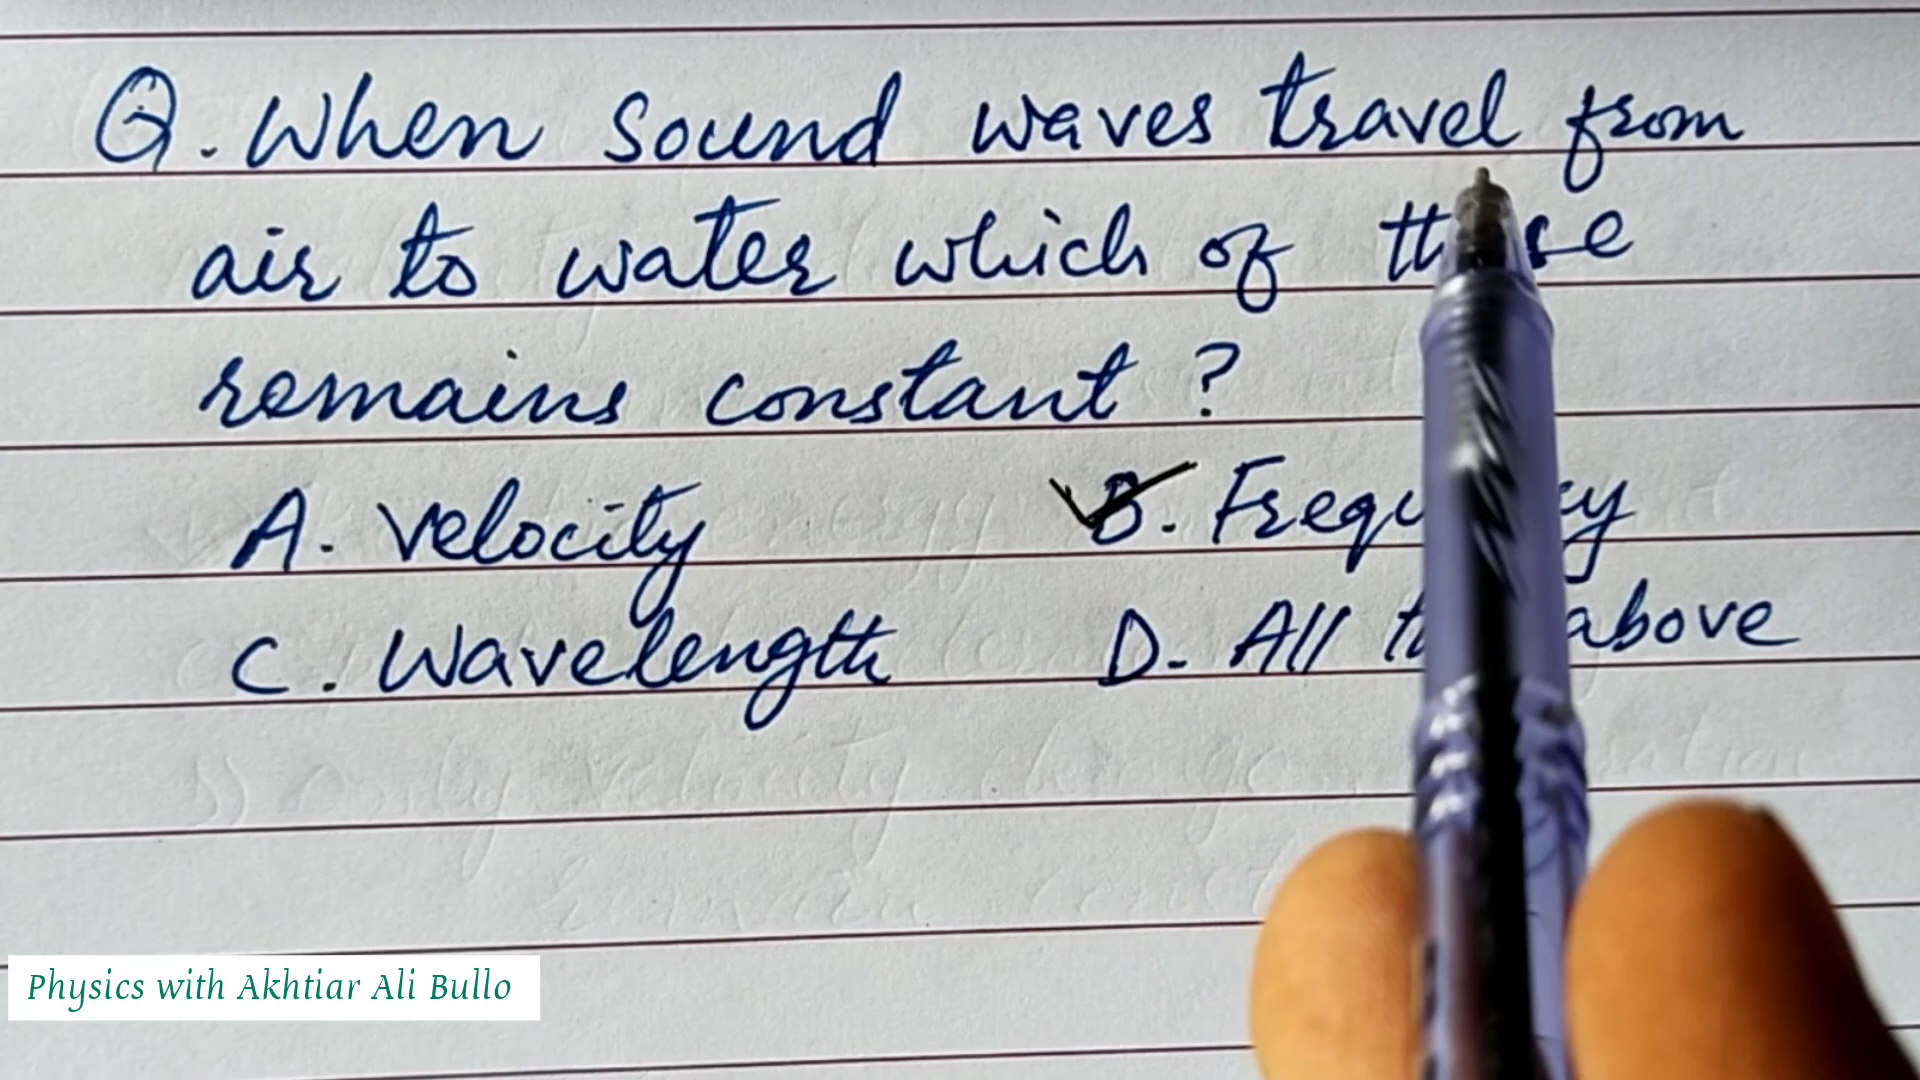 Q. When sound waves travel from
air to water which of
remains constant ?
A. Velocity B.
C. Wavelength D. All above
Physics with Akhtiar Ali Bullo